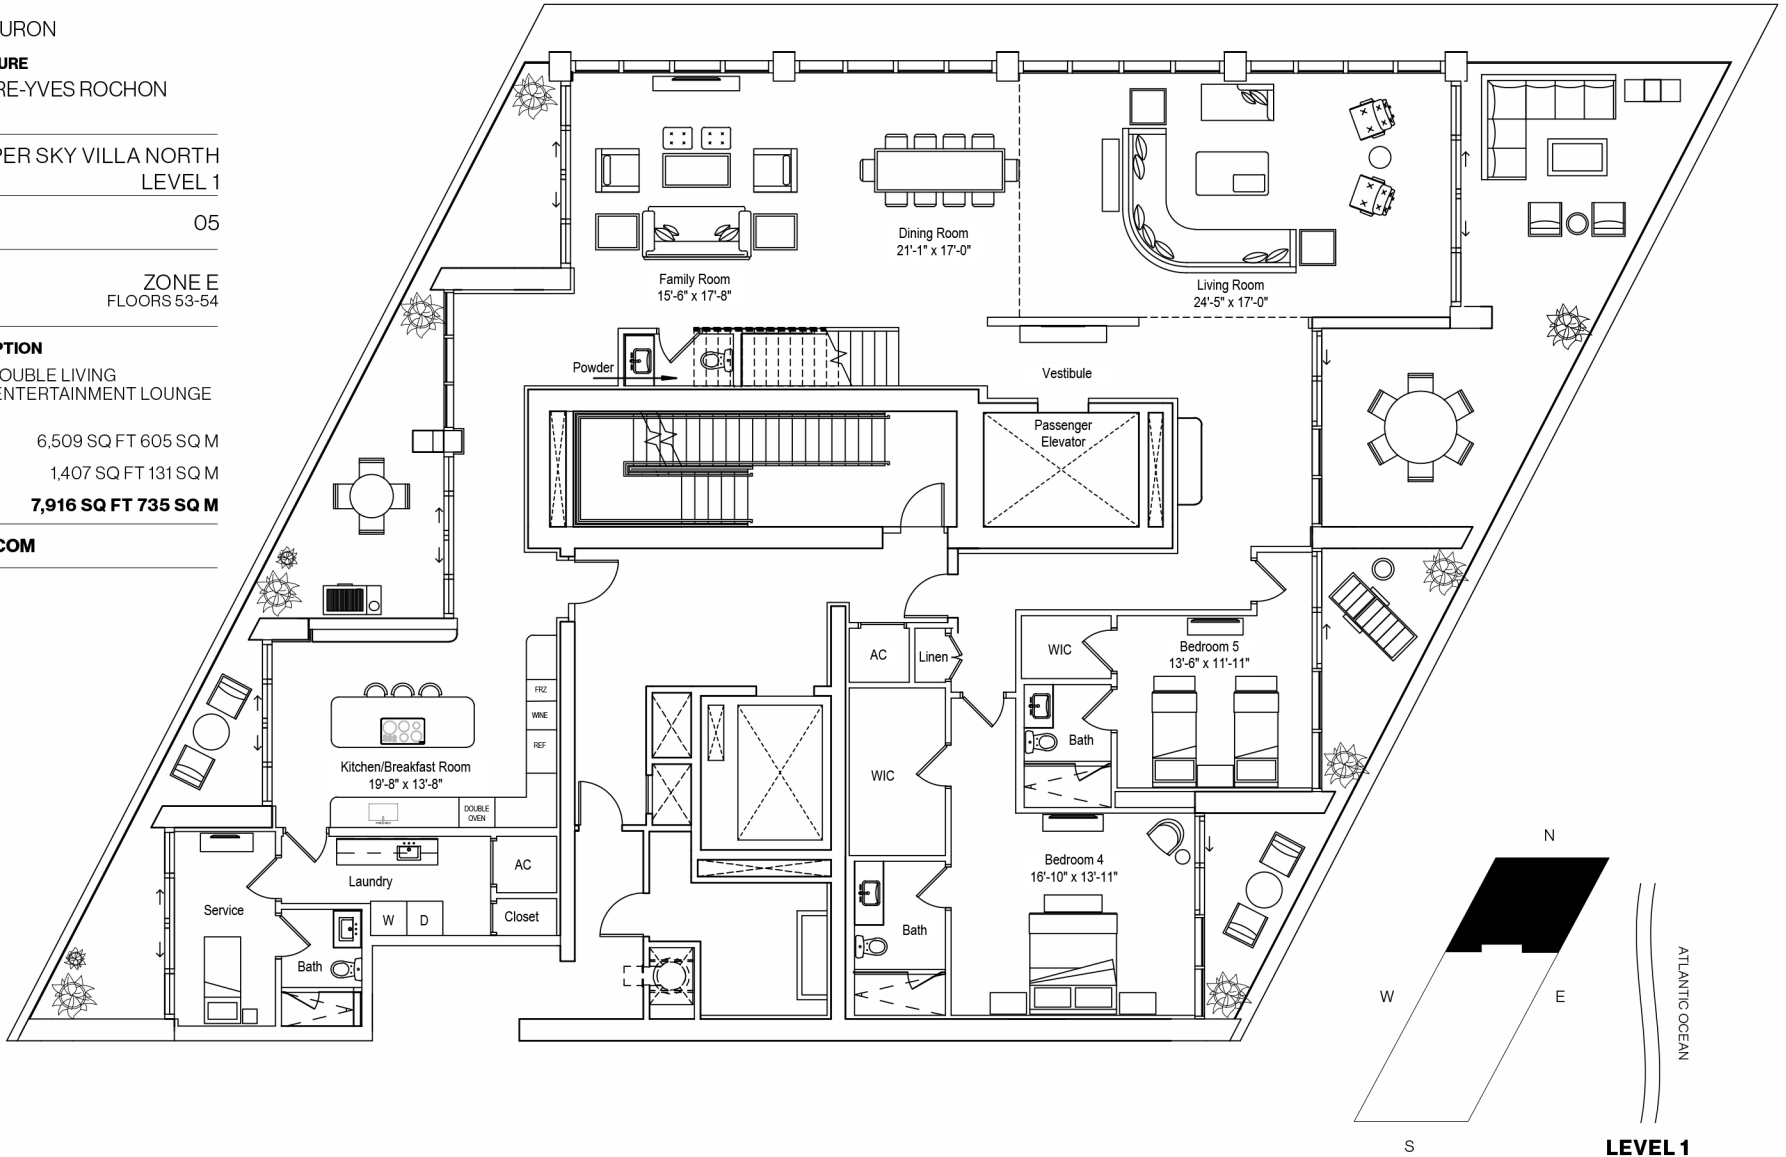 URON
URE
RE-YVES ROCHON
PER SKY VILLA NORTH
LEVEL 1
05
ZONE E
FLOORS 53-54
PTION
OUBLE LIVING
ENTERTAINMENT LOUNGE
6,509 SQ FT 605 SQ M
1,407 SQ FT 131 SQ M
7,916 SQ FT 735 SQ M
COM
Dining Room
21'-1" x 17'-0"
Family Room
15'-6" x 17'-8"
Living Room
24'-5" x 17'-0"
Powder
Vestibule
Passenger
Elevator
AC
Linen
WIC
Bedroom 5
13'-6" x 11'-11"
FRZ
WINE
REF
Bath
Kitchen/Breakfast Room
19'-8" x 13'-8"
WIC
DOUBLE
OVEN
Bedroom 4
16'-10" x 13'-11"
AC
Laundry
Service
W
D
Closet
Bath
Bath
N
W
E
S
ATLANTIC OCEAN
LEVEL 1